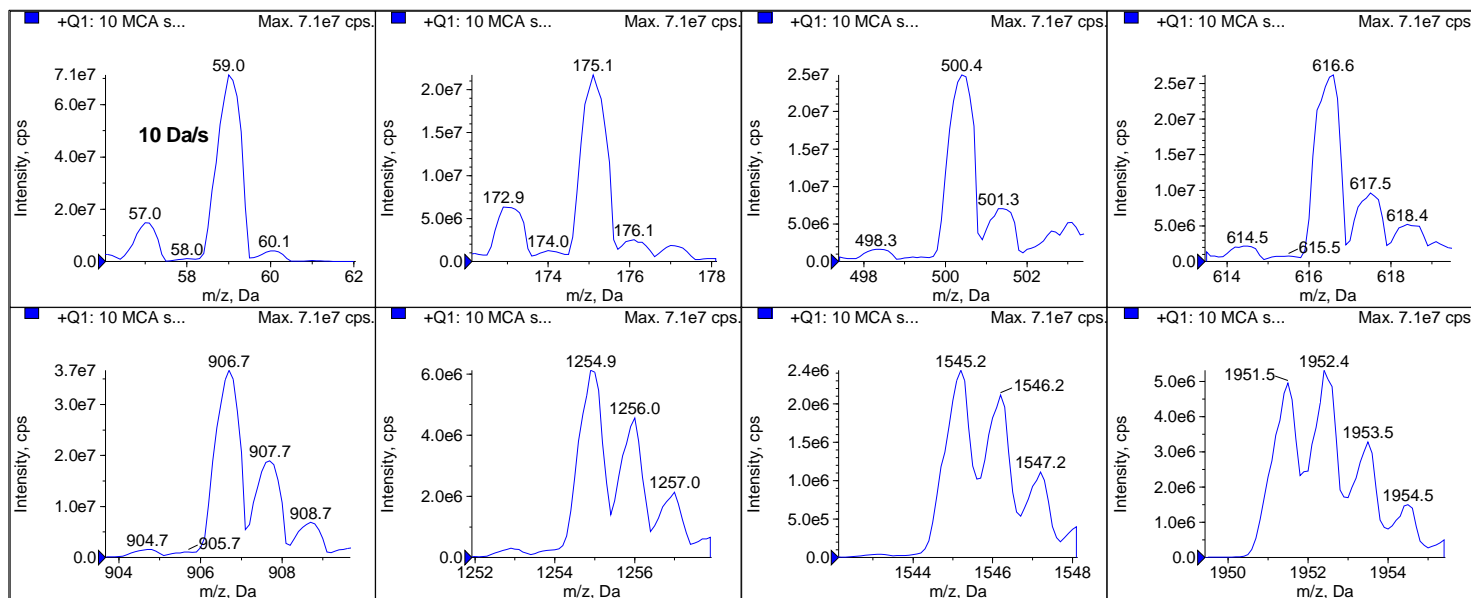 +Q1: 10 MCA s... Max. 7.1e7 cps.
7.1e7
6.0e7
4.0e7
2.0e7
0.0
Intensity, cps
10 Da/s
59.0
57.0
58.0
60.1
58 60 62
m/z, Da
+Q1: 10 MCA s... Max. 7.1e7 cps.
2.0e7
1.5e7
1.0e7
5.0e6
0.0
Intensity, cps
175.1
172.9
174.0
176.1
174 176 178
m/z, Da
+Q1: 10 MCA s... Max. 7.1e7 cps.
2.5e7
2.0e7
1.5e7
1.0e7
5.0e6
0.0
Intensity, cps
500.4
501.3
498.3
498 500 502
m/z, Da
+Q1: 10 MCA s... Max. 7.1e7 cps.
2.5e7
2.0e7
1.5e7
1.0e7
5.0e6
0.0
Intensity, cps
616.6
617.5
618.4
614.5
615.5
614 616 618
m/z, Da
+Q1: 10 MCA s... Max. 7.1e7 cps.
3.7e7
3.0e7
2.0e7
1.0e7
0.0
Intensity, cps
906.7
907.7
908.7
904.7
905.7
904 906 908
m/z, Da
+Q1: 10 MCA s... Max. 7.1e7 cps.
6.0e6
4.0e6
2.0e6
0.0
Intensity, cps
1254.9
1256.0
1257.0
1252 1254 1256
m/z, Da
+Q1: 10 MCA s... Max. 7.1e7 cps.
2.4e6
2.0e6
1.5e6
1.0e6
5.0e5
0.0
Intensity, cps
1545.2
1546.2
1547.2
1544 1546 1548
m/z, Da
+Q1: 10 MCA s... Max. 7.1e7 cps.
5.0e6
4.0e6
3.0e6
2.0e6
1.0e6
0.0
Intensity, cps
1951.5
1952.4
1953.5
1954.5
1950 1952 1954
m/z, Da